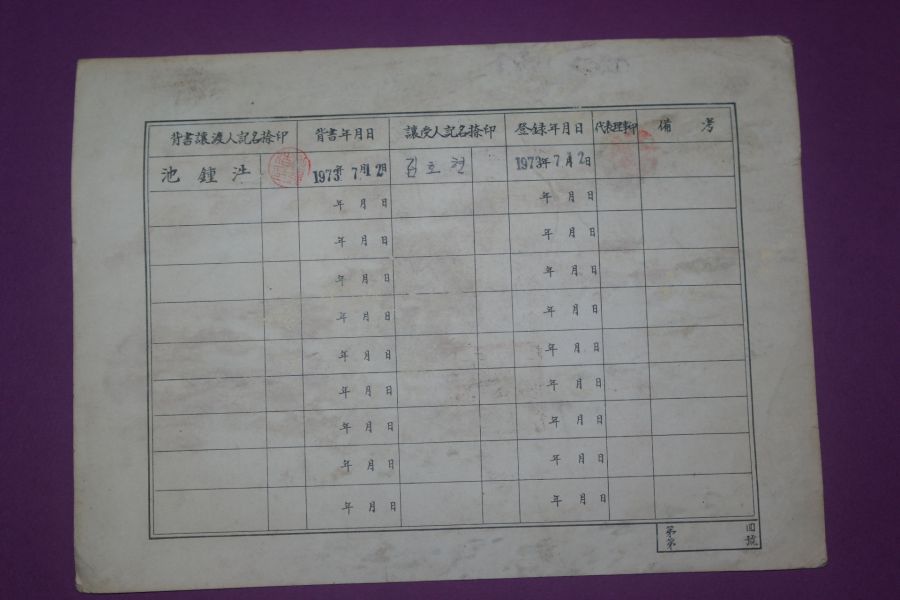 背書讓渡人記名捺印 背書年月日 讓受人記名捺印 登録年月日 代表理事印 備考
池鍾 1973年 7月 2日 김호철 1973年 7月 2日
年 月 日 年 月 日
年 月 日 年 月 日
年 月 日 年 月 日
年 月 日 年 月 日
年 月 日 年 月 日
年 月 日 年 月 日
年 月 日 年 月 日
年 月 日 年 月 日
年 月 日 年 月 日
第 回
第 號